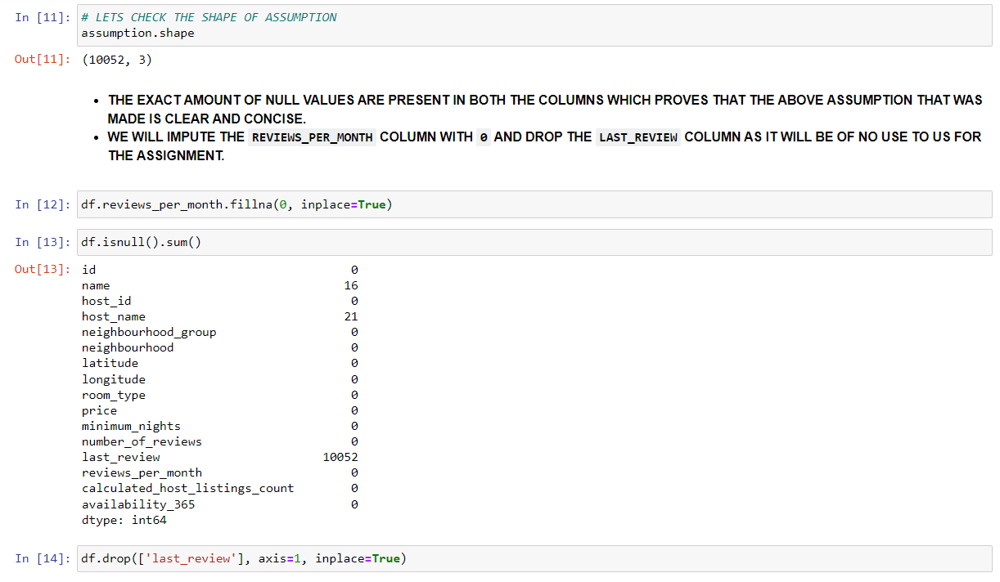 In [11]: # LETS CHECK THE SHAPE OF ASSUMPTION
assumption.shape
Out[11]: (10052, 3)
• THE EXACT AMOUNT OF NULL VALUES ARE PRESENT IN BOTH THE COLUMNS WHICH PROVES THAT THE ABOVE ASSUMPTION THAT WAS
MADE IS CLEAR AND CONCISE.
• WE WILL IMPUTE THE REVIEWS_PER_MONTH COLUMN WITH 0 AND DROP THE LAST_REVIEW COLUMN AS IT WILL BE OF NO USE TO US FOR
THE ASSIGNMENT.
In [12]: df.reviews_per_month.fillna(0, inplace=True)
In [13]: df.isnull().sum()
Out[13]: id 0
name 16
host_id 0
host_name 21
neighbourhood_group 0
neighbourhood 0
latitude 0
longitude 0
room_type 0
price 0
minimum_nights 0
number_of_reviews 0
last_review 10052
reviews_per_month 0
calculated_host_listings_count 0
availability_365 0
dtype: int64
In [14]: df.drop(['last_review'], axis=1, inplace=True)